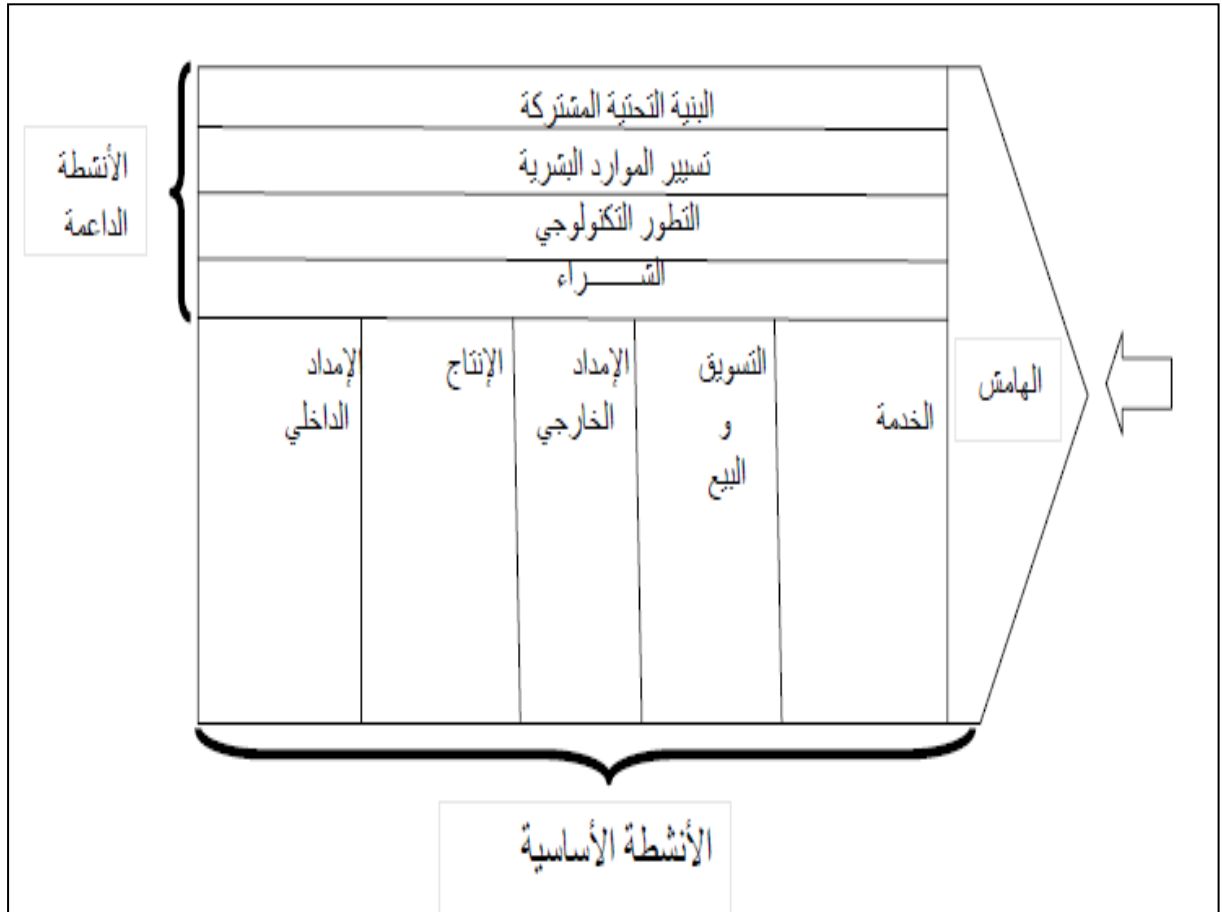 البنية التحتية المشتركة
تسيير الموارد البشرية
التطور التكنولوجي
الشـــــراء
الأنشطة
الداعمة
الإمداد
الداخلي
الإنتاج
الإمداد
الخارجي
التسويق
و
البيع
الخدمة
الهامش
الأنشطة الأساسية